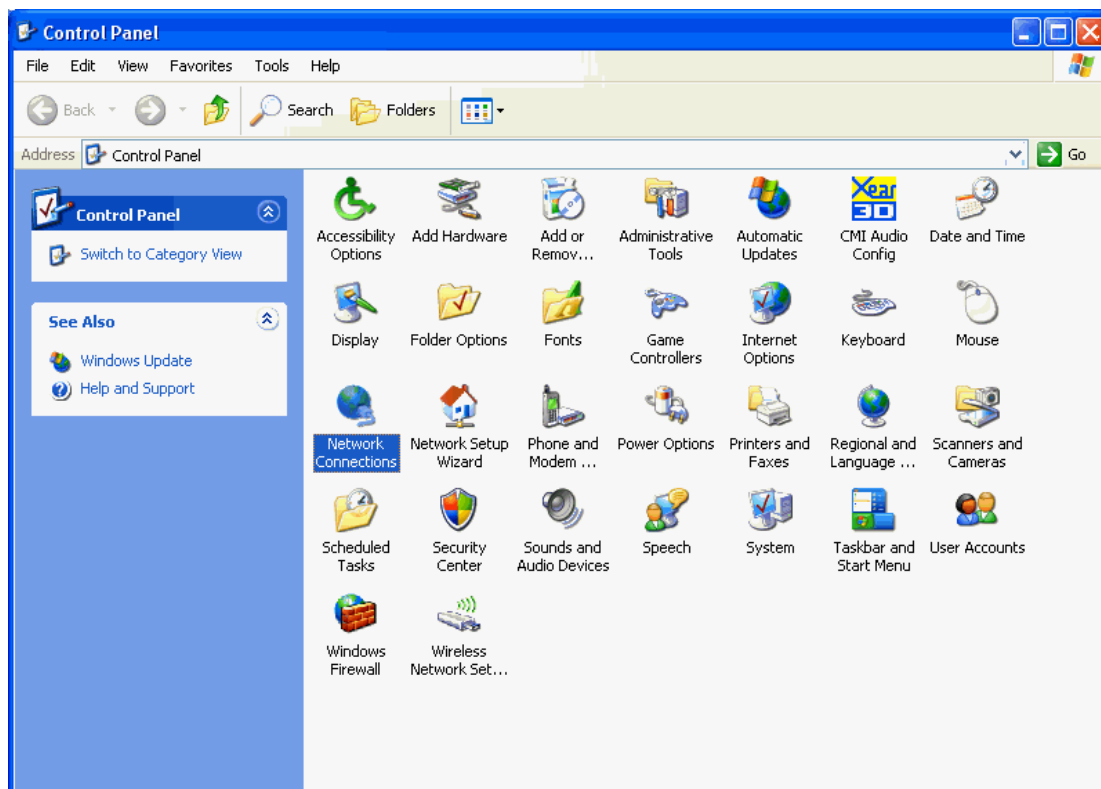 Control Panel
File Edit View Favorites Tools Help
Back Search Folders
Address Control Panel Go
Control Panel
Switch to Category View
See Also
Windows Update
Help and Support
Accessibility Options
Add Hardware
Add or Remov...
Administrative Tools
Automatic Updates
Xear 3D
CMI Audio Config
Date and Time
Display
Folder Options
Fonts
Game Controllers
Internet Options
Keyboard
Mouse
Network Connections
Network Setup Wizard
Phone and Modem ...
Power Options
Printers and Faxes
Regional and Language ...
Scanners and Cameras
Scheduled Tasks
Security Center
Sounds and Audio Devices
Speech
System
Taskbar and Start Menu
User Accounts
Windows Firewall
Wireless Network Set...